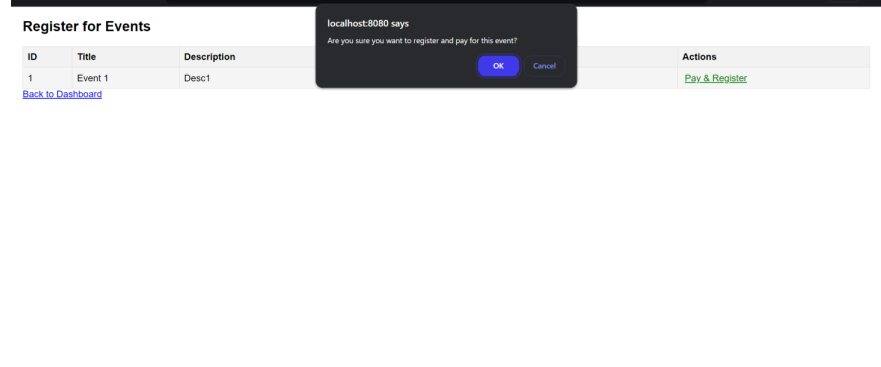 Register for Events
localhost:8080 says
Are you sure you want to register and pay for this event?
OK Cancel
ID Title Description Actions
1 Event 1 Desc1 Pay & Register
Back to Dashboard